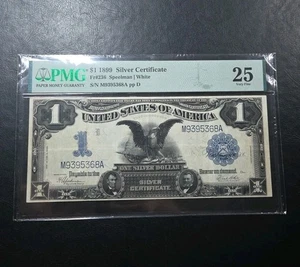 PMG
PAPER MONEY GUARANTY
$1 1899 Silver Certificate
Fr#236 Speelman | White
S/N M9395368A pp D
25
Very Fine
1
UNITED STATES OF AMERICA
1
M9395368A
M9395368A
ONE SILVER DOLLAR
SILVER
CERTIFICATE